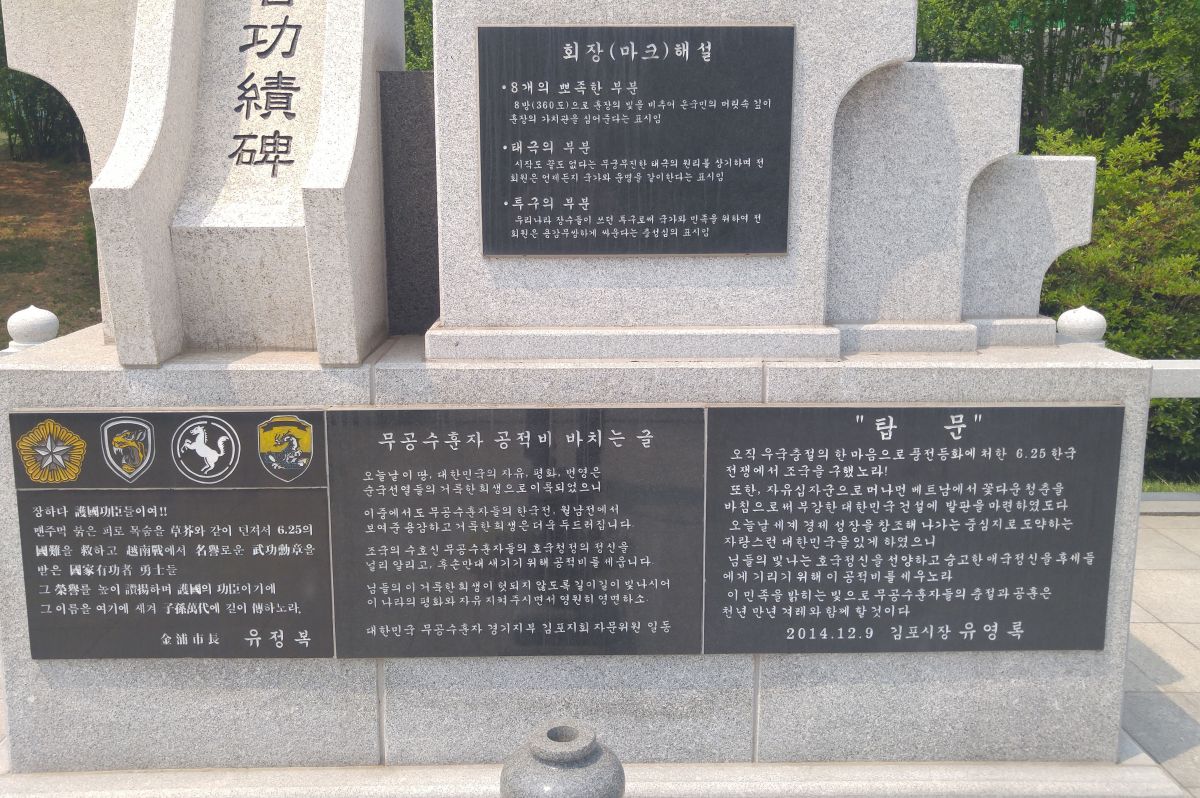 功
績
碑
회장(마크)해설
•8개의 뾰족한 부분
8방(360도)으로 훈장의 빛을 비추어 온국민의 머릿속 깊이
훈장의 가치관을 심어준다는 표시임
•태극의 부분
시작도 끝도 없다는 무궁무진한 태극의 원리를 상기하며 전
회원은 언제든지 국가와 운명을 같이한다는 표시임
•투구의 부분
우리나라 장수들이 쓰던 투구로써 국가와 민족을 위하여 전
회원은 용감무쌍하게 싸운다는 충성심의 표시임
장하다 護國功臣들이여!!
맨주먹 붉은 피로 목숨을 草芥와 같이 던져서 6.25의
國難을 救하고 越南戰에서 名譽로운 武功勳章을
받은 國家有功者 勇士들
그 榮譽를 높이 讚揚하며 護國의 功臣이기에
그 이름을 여기에 새겨 子孫萬代에 길이 傳하노라.
金浦市長 유정복
무공수훈자 공적비 바치는 글
오늘날 이 땅, 대한민국의 자유, 평화, 번영은
순국선열들의 거룩한 희생으로 이룩되었으니
이중에서도 무공수훈자들의 한국전, 월남전에서
보여준 용감하고 거룩한 희생은 더욱 두드러집니다.
조국의 수호신 무공수훈자들의 호국청정의 정신을
널리 알리고, 후손만대 새기기 위해 공적비를 세웁니다.
님들의 이 거룩한 희생이 헛되지 않도록 길이길이 빛나시어
이 나라의 평화와 자유 지켜주시면서 영원히 영면하소.
대한민국 무공수훈자 경기지부 김포지회 자문위원 일동
"탑 문"
오직 우국충절의 한 마음으로 풍전등화에 처한 6.25 한국
전쟁에서 조국을 구했노라!
또한, 자유십자군으로 머나먼 베트남에서 꽃다운 청춘을
바침으로써 부강한 대한민국 건설에 발판을 마련하였도다
오늘날 세계 경제 성장을 창조해 나가는 중심지로 도약하는
자랑스런 대한민국을 있게 하였으니
님들의 빛나는 호국정신을 선양하고 숭고한 애국정신을 후세들
에게 기리기 위해 이 공적비를 세우노라
이 민족을 밝히는 빛으로 무공수훈자들의 충절과 공훈은
천년 만년 겨레와 함께 할 것이다
2014.12.9 김포시장 유영록